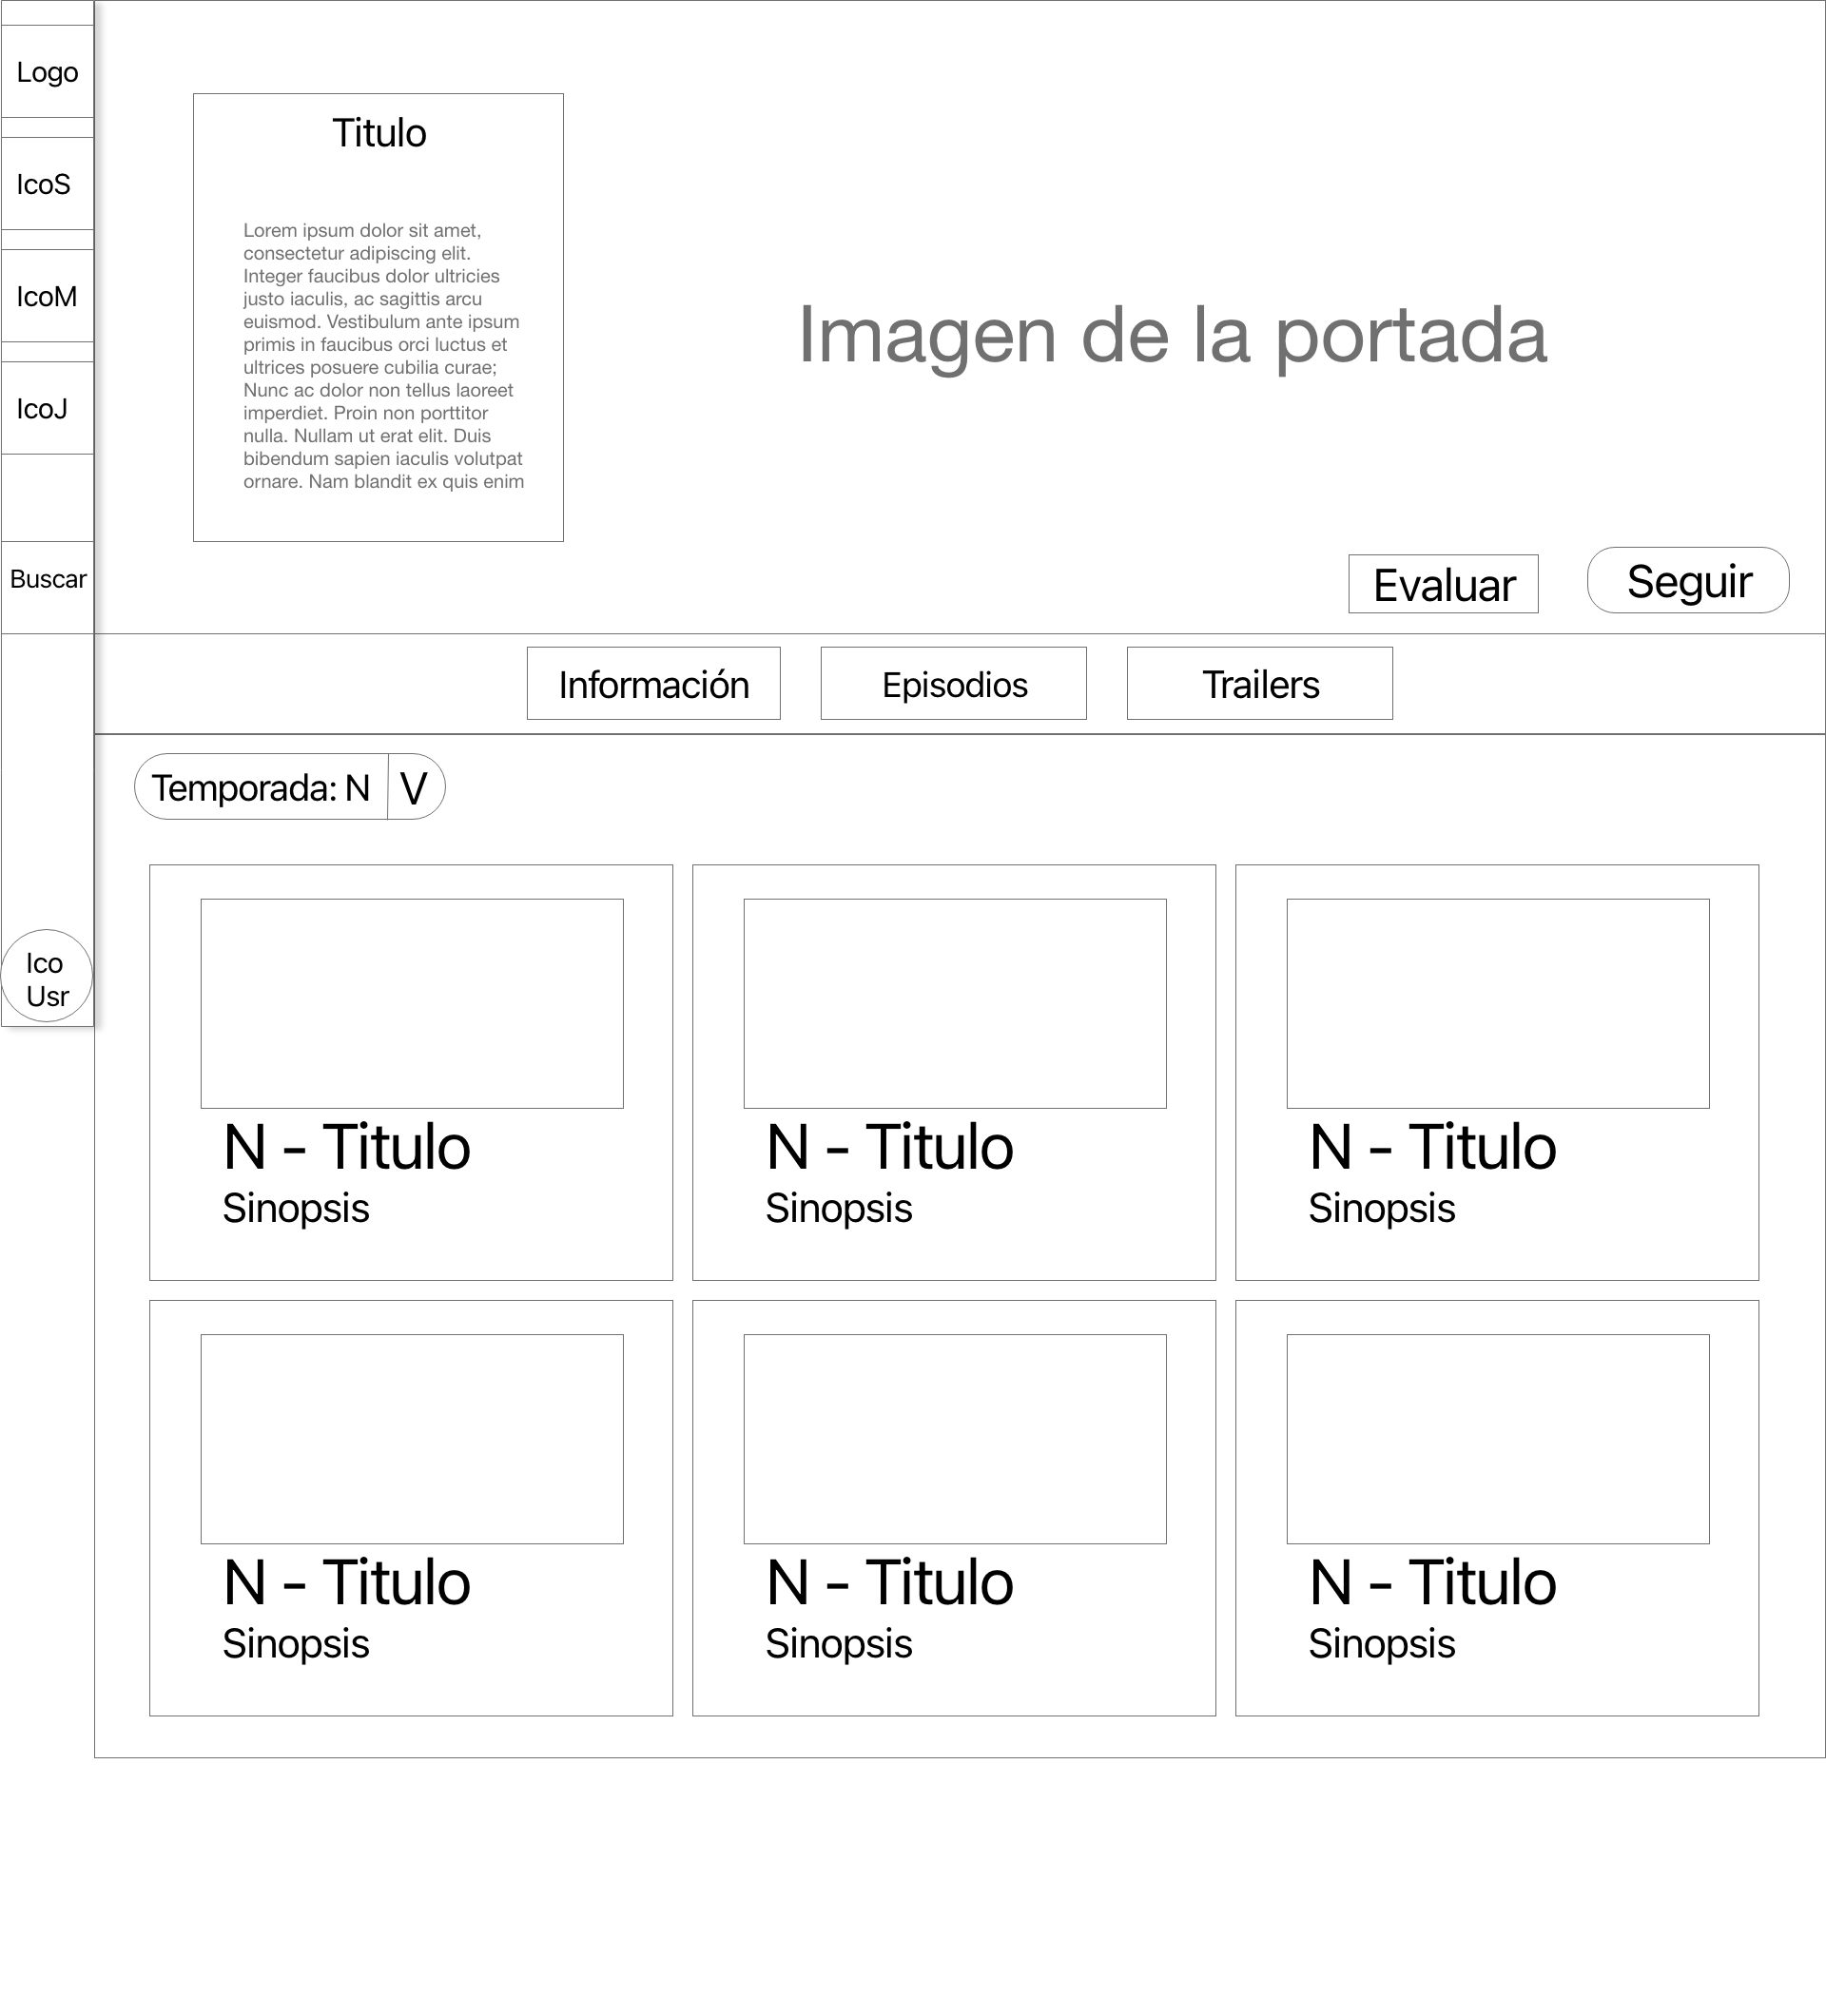 Logo
IcoS
IcoM
IcoJ
Buscar
Ico
Usr
Titulo
Lorem ipsum dolor sit amet,
consectetur adipiscing elit.
Integer faucibus dolor ultricies
justo iaculis, ac sagittis arcu
euismod. Vestibulum ante ipsum
primis in faucibus orci luctus et
ultrices posuere cubilia curae;
Nunc ac dolor non tellus laoreet
imperdiet. Proin non porttitor
nulla. Nullam ut erat elit. Duis
bibendum sapien iaculis volutpat
ornare. Nam blandit ex quis enim
Imagen de la portada
Evaluar
Seguir
Información
Episodios
Trailers
Temporada: N
V
N - Titulo
Sinopsis
N - Titulo
Sinopsis
N - Titulo
Sinopsis
N - Titulo
Sinopsis
N - Titulo
Sinopsis
N - Titulo
Sinopsis